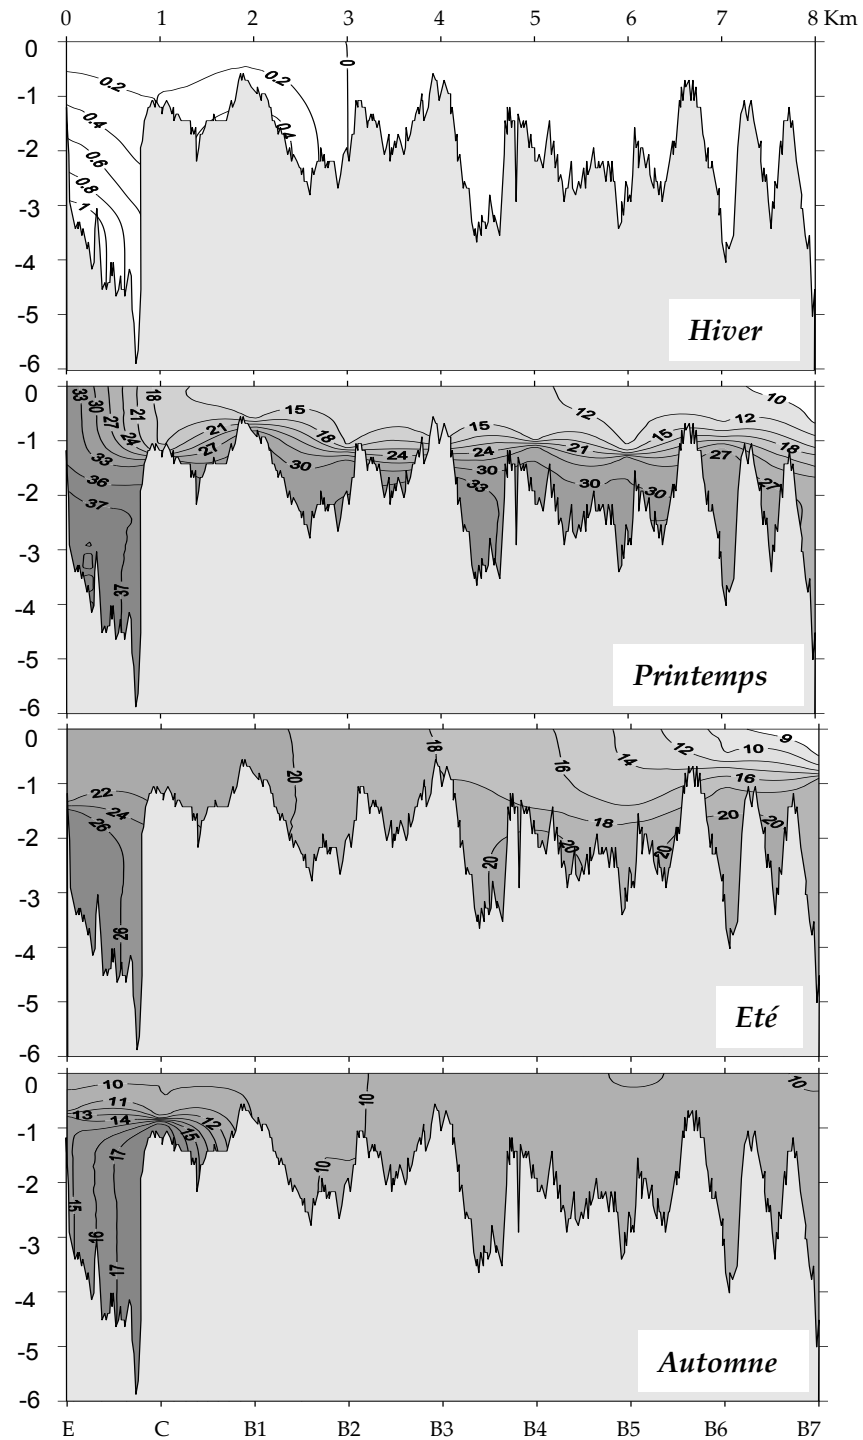 0 1 2 3 4 5 6 7 8 Km
0
-1
-2
-3
-4
-5
-6
0.2 0.2 0
0.4 0.4
0.6
0.8
1
Hiver
0
-1
-2
-3
-4
-5
-6
33 30 27 24 21 18 15 12 10
21 18 15 15 12
27 24 24 21 18
33 30 30 30 30 27 27
36 33
37
37
Printemps
0
-1
-2
-3
-4
-5
-6
20 18 16 14 12 10 9
22 16
24 18 20 20
26 20 20 20
26
Eté
0
-1
-2
-3
-4
-5
-6
10 10 10
11
13 12
14 15
17 10
15
16
17
Automne
E C B1 B2 B3 B4 B5 B6 B7